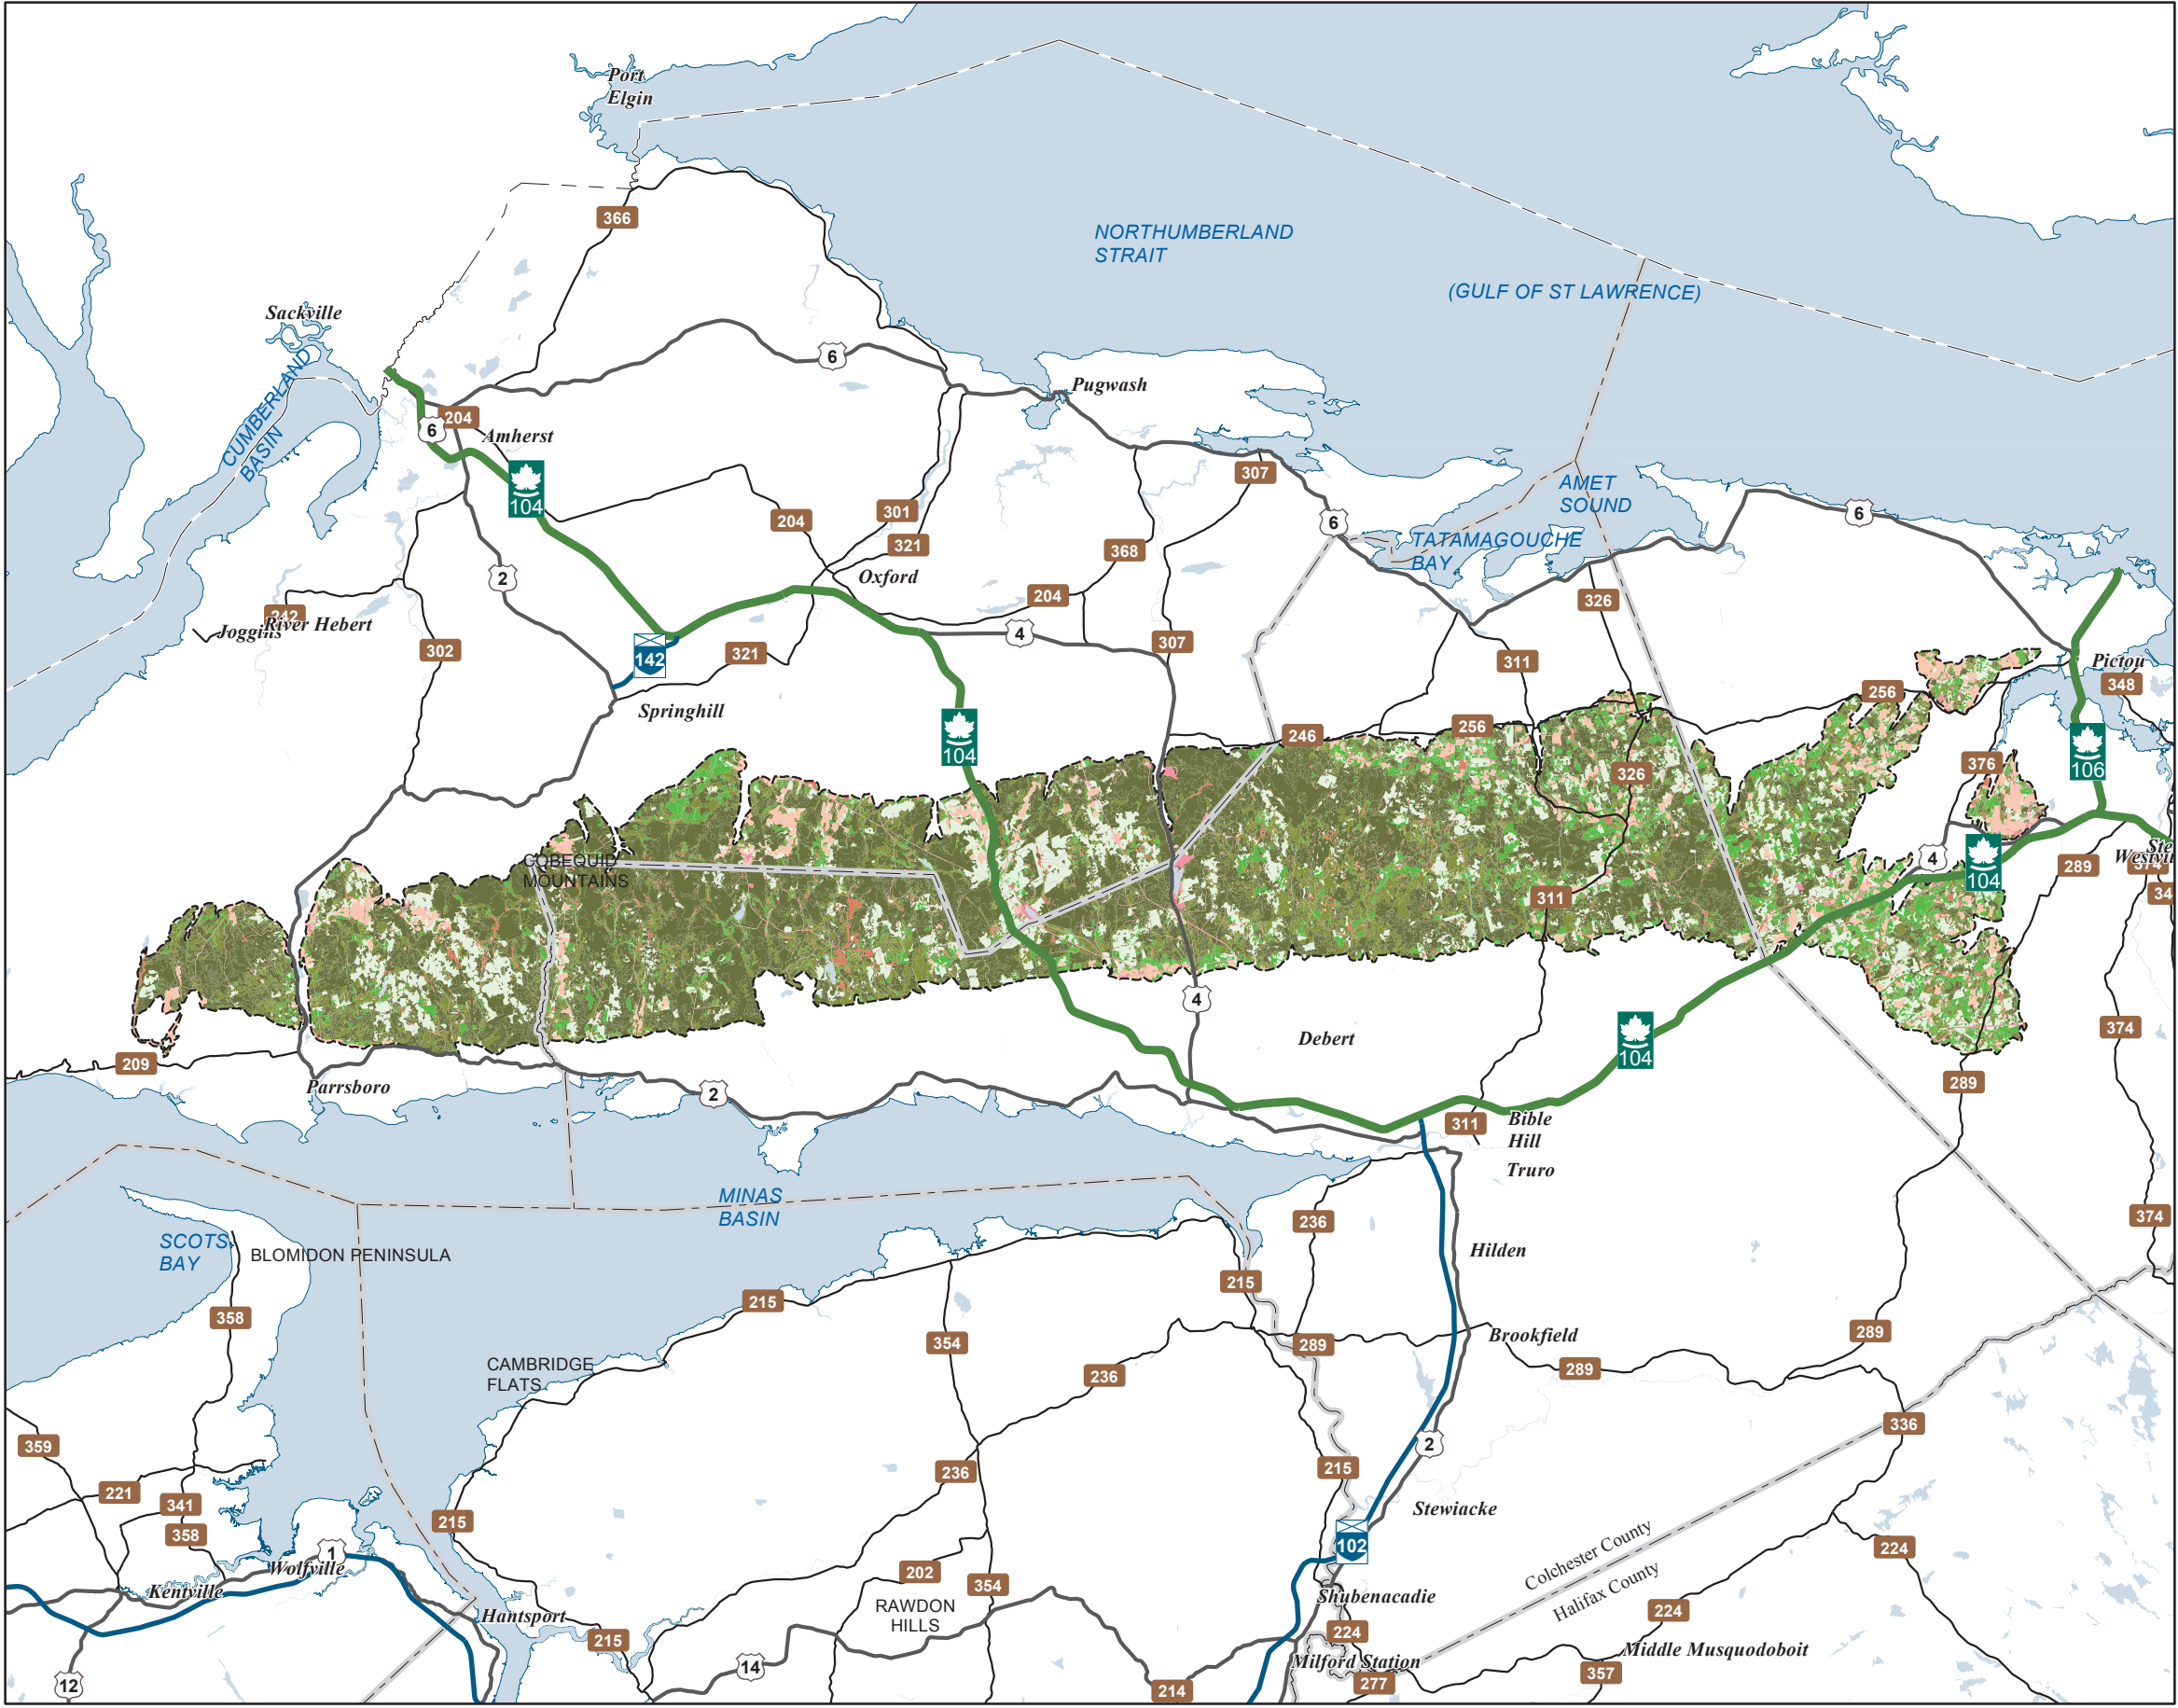 Port
Elgin
366
NORTHUMBERLAND
STRAIT
(GULF OF ST LAWRENCE)
Sackville
CUMBERLAND
BASIN
6
Pugwash
204
6
Amherst
104
307
301
204
321
368
6
AMET
SOUND
6
TATAMAGOUCHE
BAY
2
Oxford
204
326
242
River Hebert
Joggins
302
142
321
4
307
311
Pictou
348
Springhill
256
104
246
256
326
376
106
COBEQUID
MOUNTAINS
4
104
289
311
34
4
Debert
104
374
209
Parrsboro
2
289
311
Bible
Hill
Truro
MINAS
BASIN
236
374
SCOTS
BAY
BLOMIDON PENINSULA
Hilden
215
215
358
354
289
Brookfield
289
289
CAMBRIDGE
FLATS
236
336
359
2
236
215
221
341
Stewiacke
358
215
102
Colchester County
Halifax County
224
1
Wolfville
Kentville
202
354
Shubenacadie
RAWDON
HILLS
Hantsport
224
224
215
Middle Musquodoboit
Milford Station
14
357
277
12
214